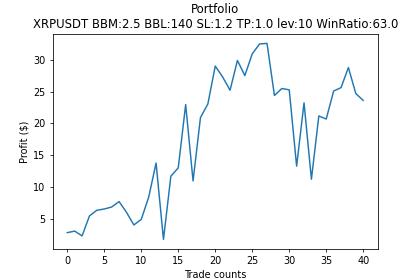 Portfolio
XRPUSDT BBM:2.5 BBL:140 SL:1.2 TP:1.0 lev:10 WinRatio:63.0
Profit ($)
30
25
20
15
10
5
0 5 10 15 20 25 30 35 40
Trade counts